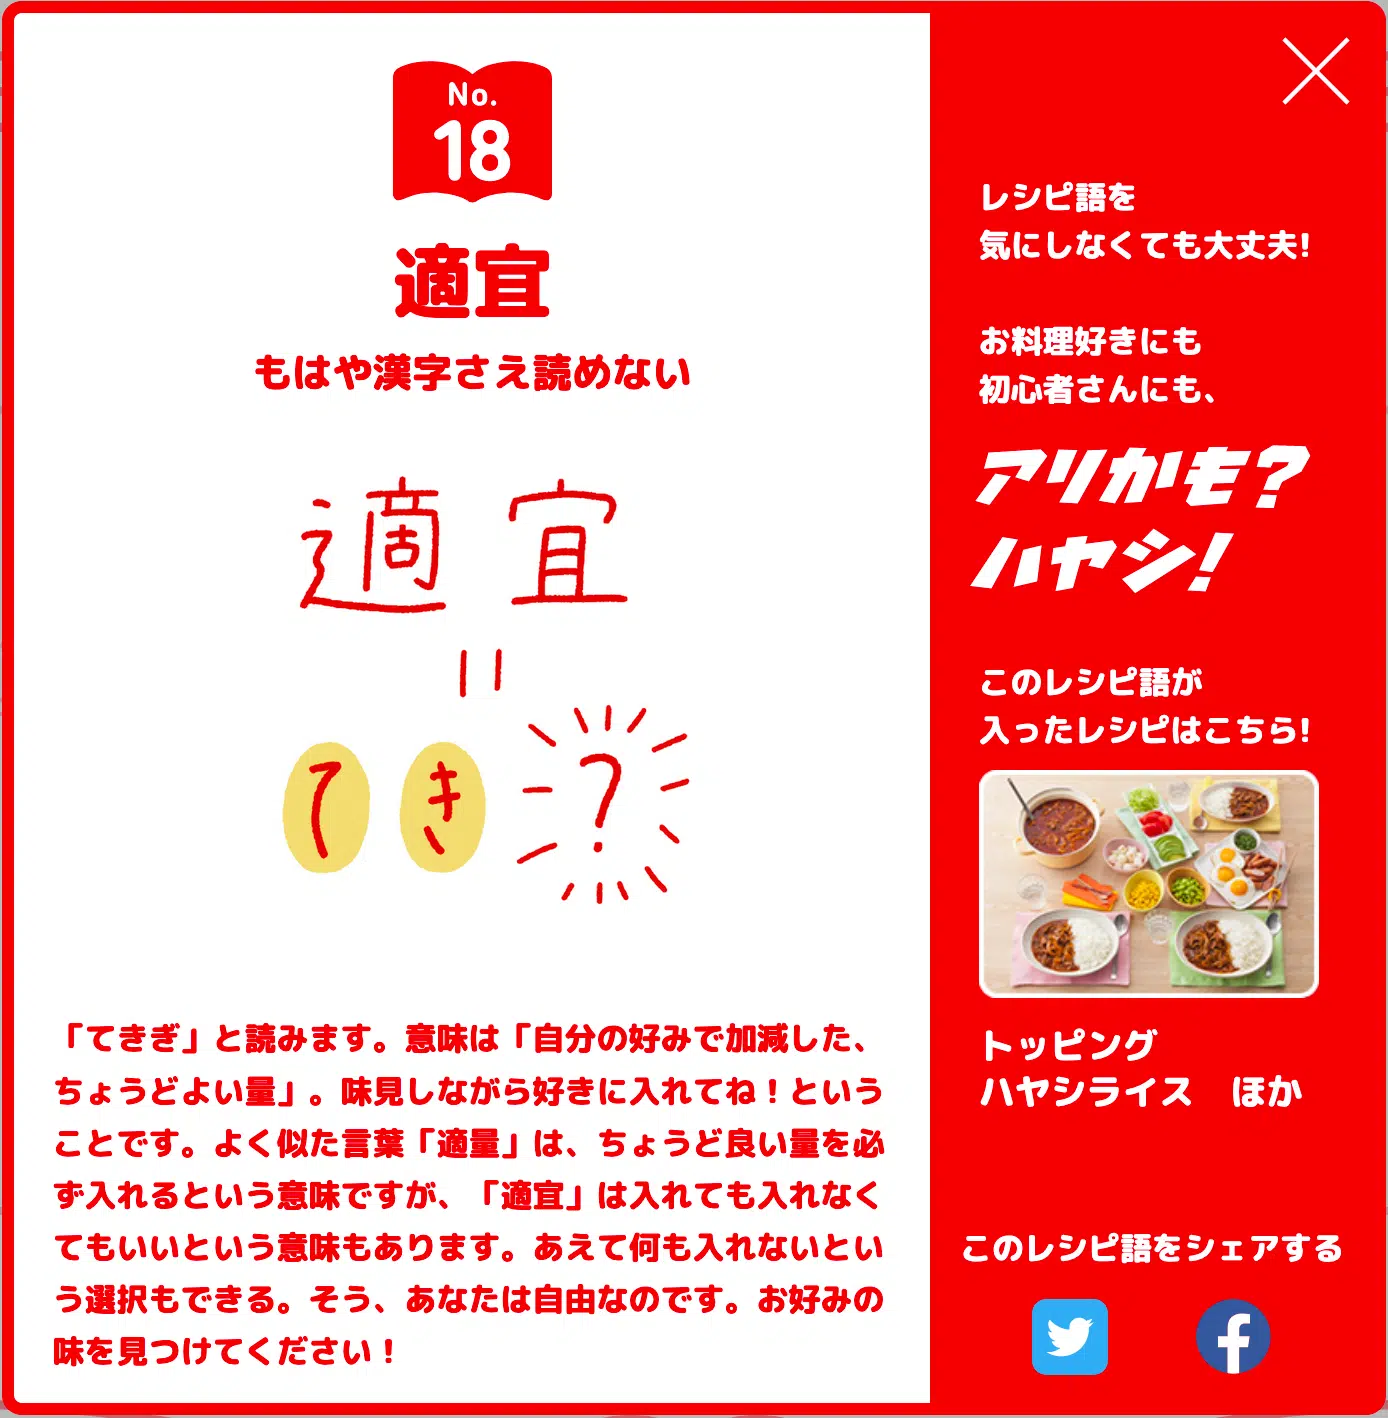 No.
18
適宜
もはや漢字さえ読めない
適宜
=
てき?
「てきぎ」と読みます。意味は「自分の好みで加減した、
ちょうどよい量」。味見しながら好きに入れてね！という
ことです。よく似た言葉「適量」は、ちょうど良い量を必
ず入れるという意味ですが、「適宜」は入れても入れなく
てもいいという意味もあります。あえて何も入れないとい
う選択もできる。そう、あなたは自由なのです。お好みの
味を見つけてください！
レシピ語を
気にしなくても大丈夫!
お料理好きにも
初心者さんにも、
アリかも?
ハヤシ!
このレシピ語が
入ったレシピはこちら!
トッピング
ハヤシライス　ほか
このレシピ語をシェアする